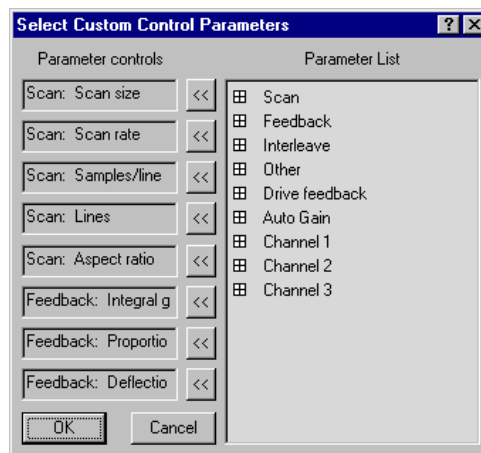 Select Custom Control Parameters
? ×
Parameter controls
Parameter List
Scan: Scan size
<<
Scan: Scan rate
<<
Scan: Samples/line
<<
Scan: Lines
<<
Scan: Aspect ratio
<<
Feedback: Integral g
<<
Feedback: Proportio
<<
Feedback: Deflectio
<<
Scan
Feedback
Interleave
Other
Drive feedback
Auto Gain
Channel 1
Channel 2
Channel 3
OK
Cancel